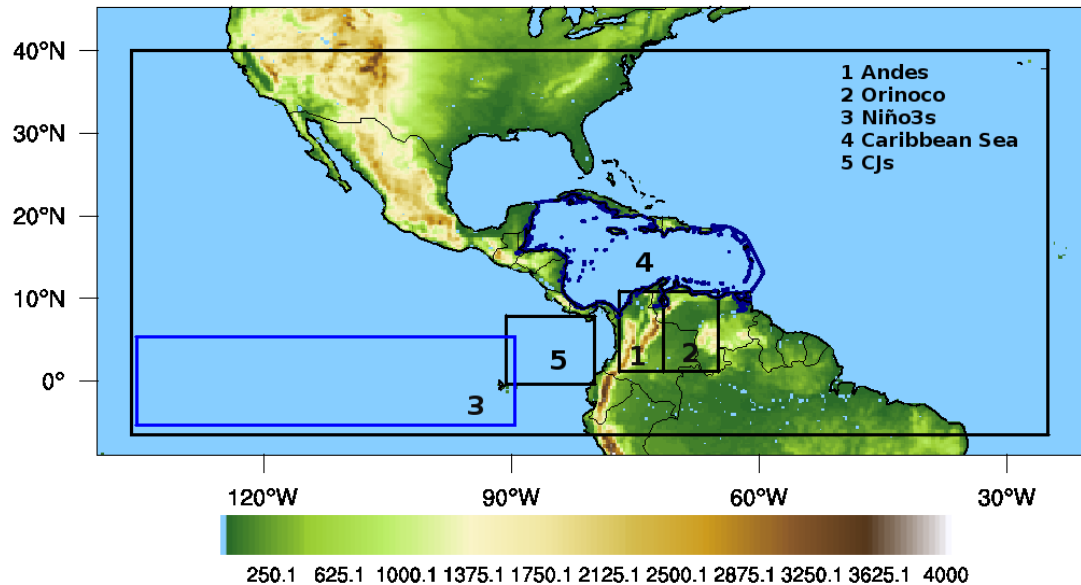 40°N
30°N
20°N
10°N
0°
1 Andes
2 Orinoco
3 Niño3s
4 Caribbean Sea
5 CJs
4
5
1
2
3
120°W 90°W 60°W 30°W
250.1 625.1 1000.1 1375.1 1750.1 2125.1 2500.1 2875.1 3250.1 3625.1 4000